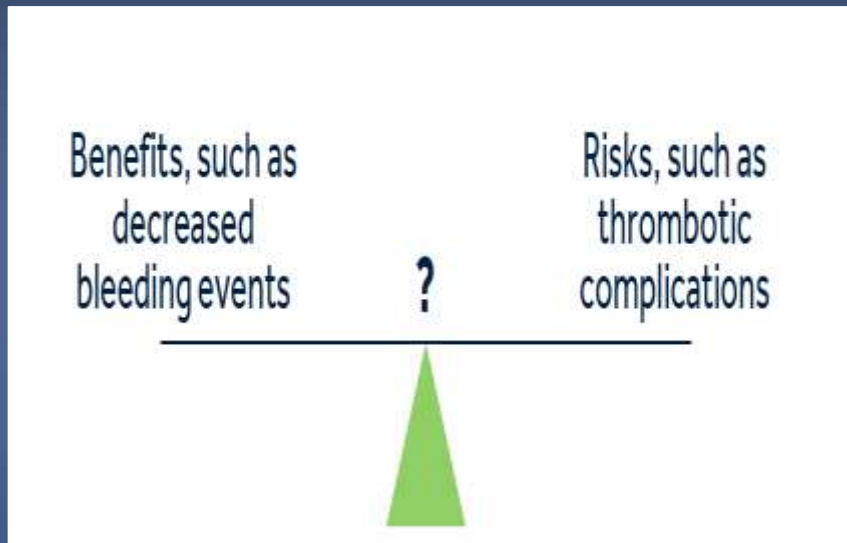 Benefits, such as
decreased
bleeding events
?
Risks, such as
thrombotic
complications